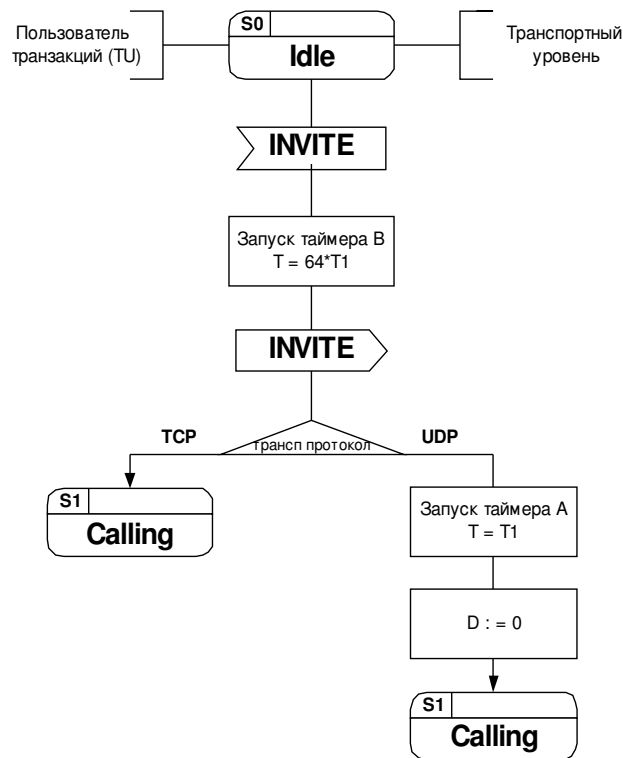 Пользователь
транзакций (TU)
S0
Idle
Транспортный
уровень
INVITE
Запуск таймера B
T = 64*T1
INVITE
TCP
трансп протокол
UDP
S1
Calling
Запуск таймера A
T = T1
D : = 0
S1
Calling